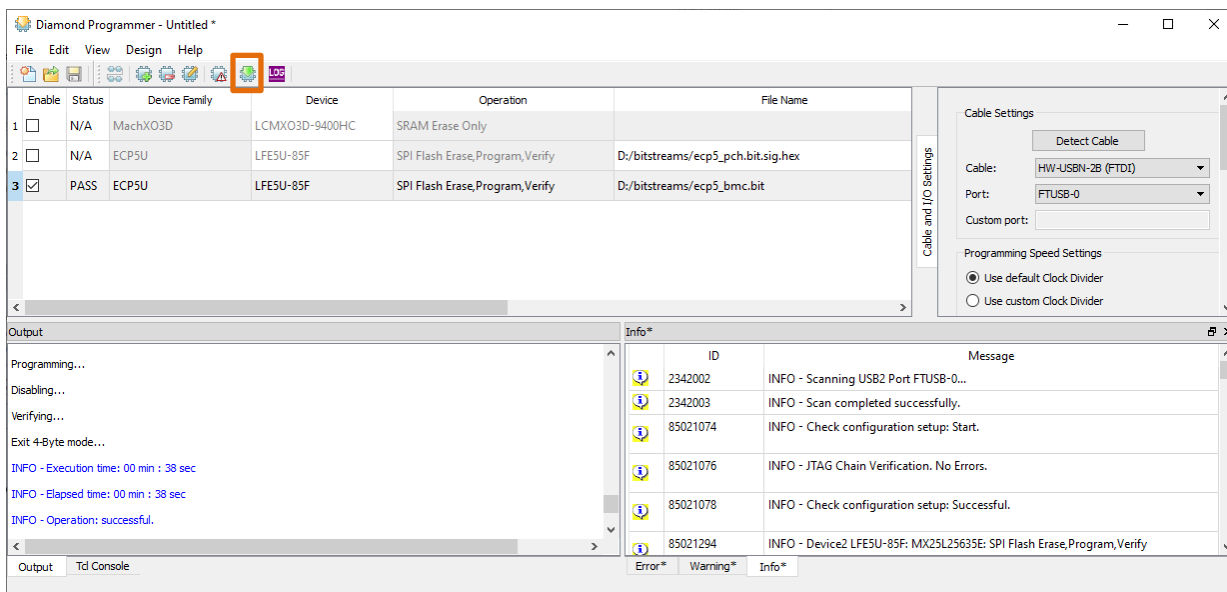 Diamond Programmer - Untitled *
File Edit View Design Help
LOG
Enable Status Device Family Device Operation File Name
1 N/A MachXO3D LCMXO3D-9400HC SRAM Erase Only
2 N/A ECP5U LFE5U-85F SPI Flash Erase,Program,Verify D:/bitstreams/ecp5_pch.bit.sig.hex
3 PASS ECP5U LFE5U-85F SPI Flash Erase,Program,Verify D:/bitstreams/ecp5_bmc.bit
Cable and I/O Settings
Cable Settings
Detect Cable
Cable: HW-USBN-2B (FTDI)
Port: FTUSB-0
Custom port:
Programming Speed Settings
Use default Clock Divider
Use custom Clock Divider
Output
Programming...
Disabling...
Verifying...
Exit 4-Byte mode...
INFO - Execution time: 00 min : 38 sec
INFO - Elapsed time: 00 min : 38 sec
INFO - Operation: successful.
Output Tcl Console
Info*
ID Message
2342002 INFO - Scanning USB2 Port FTUSB-0...
2342003 INFO - Scan completed successfully.
85021074 INFO - Check configuration setup: Start.
85021076 INFO - JTAG Chain Verification. No Errors.
85021078 INFO - Check configuration setup: Successful.
85021294 INFO - Device2 LFE5U-85F: MX25L25635E: SPI Flash Erase,Program,Verify
Error* Warning* Info*